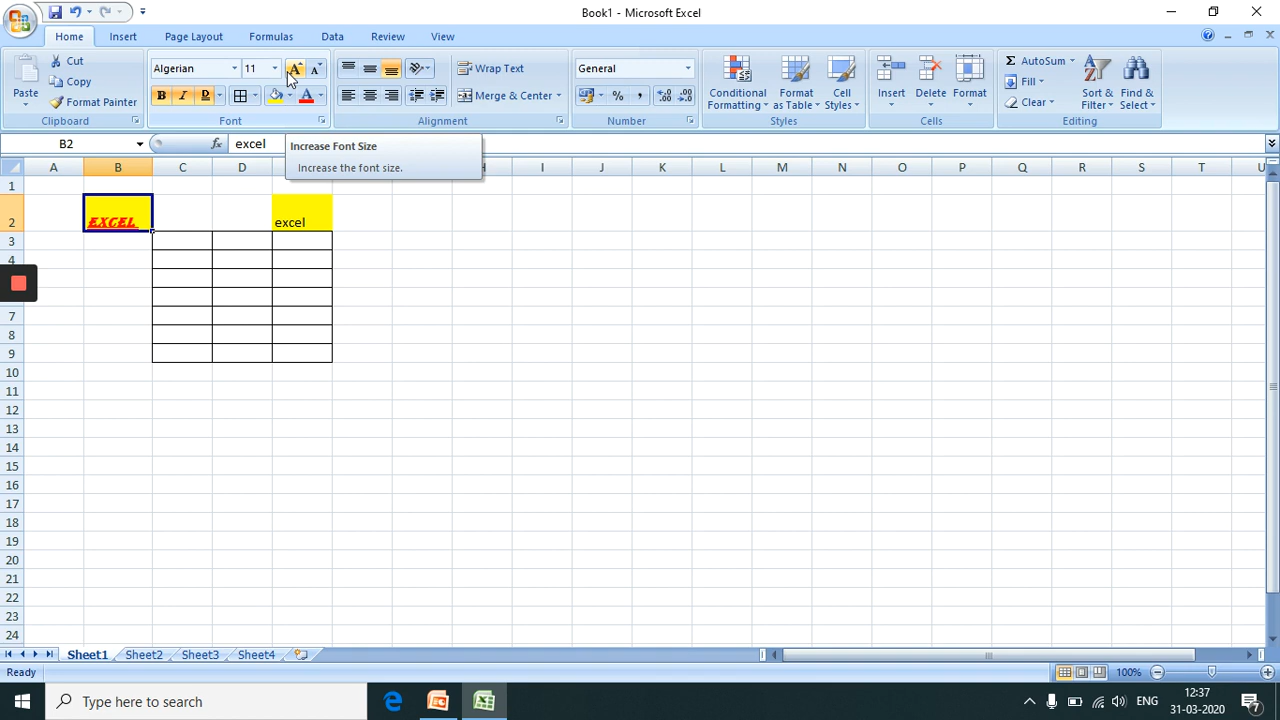 Book1 - Microsoft Excel
Home Insert Page Layout Formulas Data Review View
Paste
Cut
Copy
Format Painter
Clipboard
Algerian 11
B I D
Font
Wrap Text
Merge & Center
Alignment
General
% ,
Number
Conditional Formatting
Format as Table
Cell Styles
Styles
Insert Delete Format
Cells
Σ AutoSum
Fill
Clear
Sort & Filter
Find & Select
Editing
B2 fx excel
Increase Font Size
Increase the font size.
A B C D H I J K L M N O P Q R S T U
1
2 EXCEL excel
3
4
7
8
9
10
11
12
13
14
15
16
17
18
19
20
21
22
23
24
Sheet1 Sheet2 Sheet3 Sheet4
Ready 100%
Type here to search
ENG
12:37
31-03-2020
7